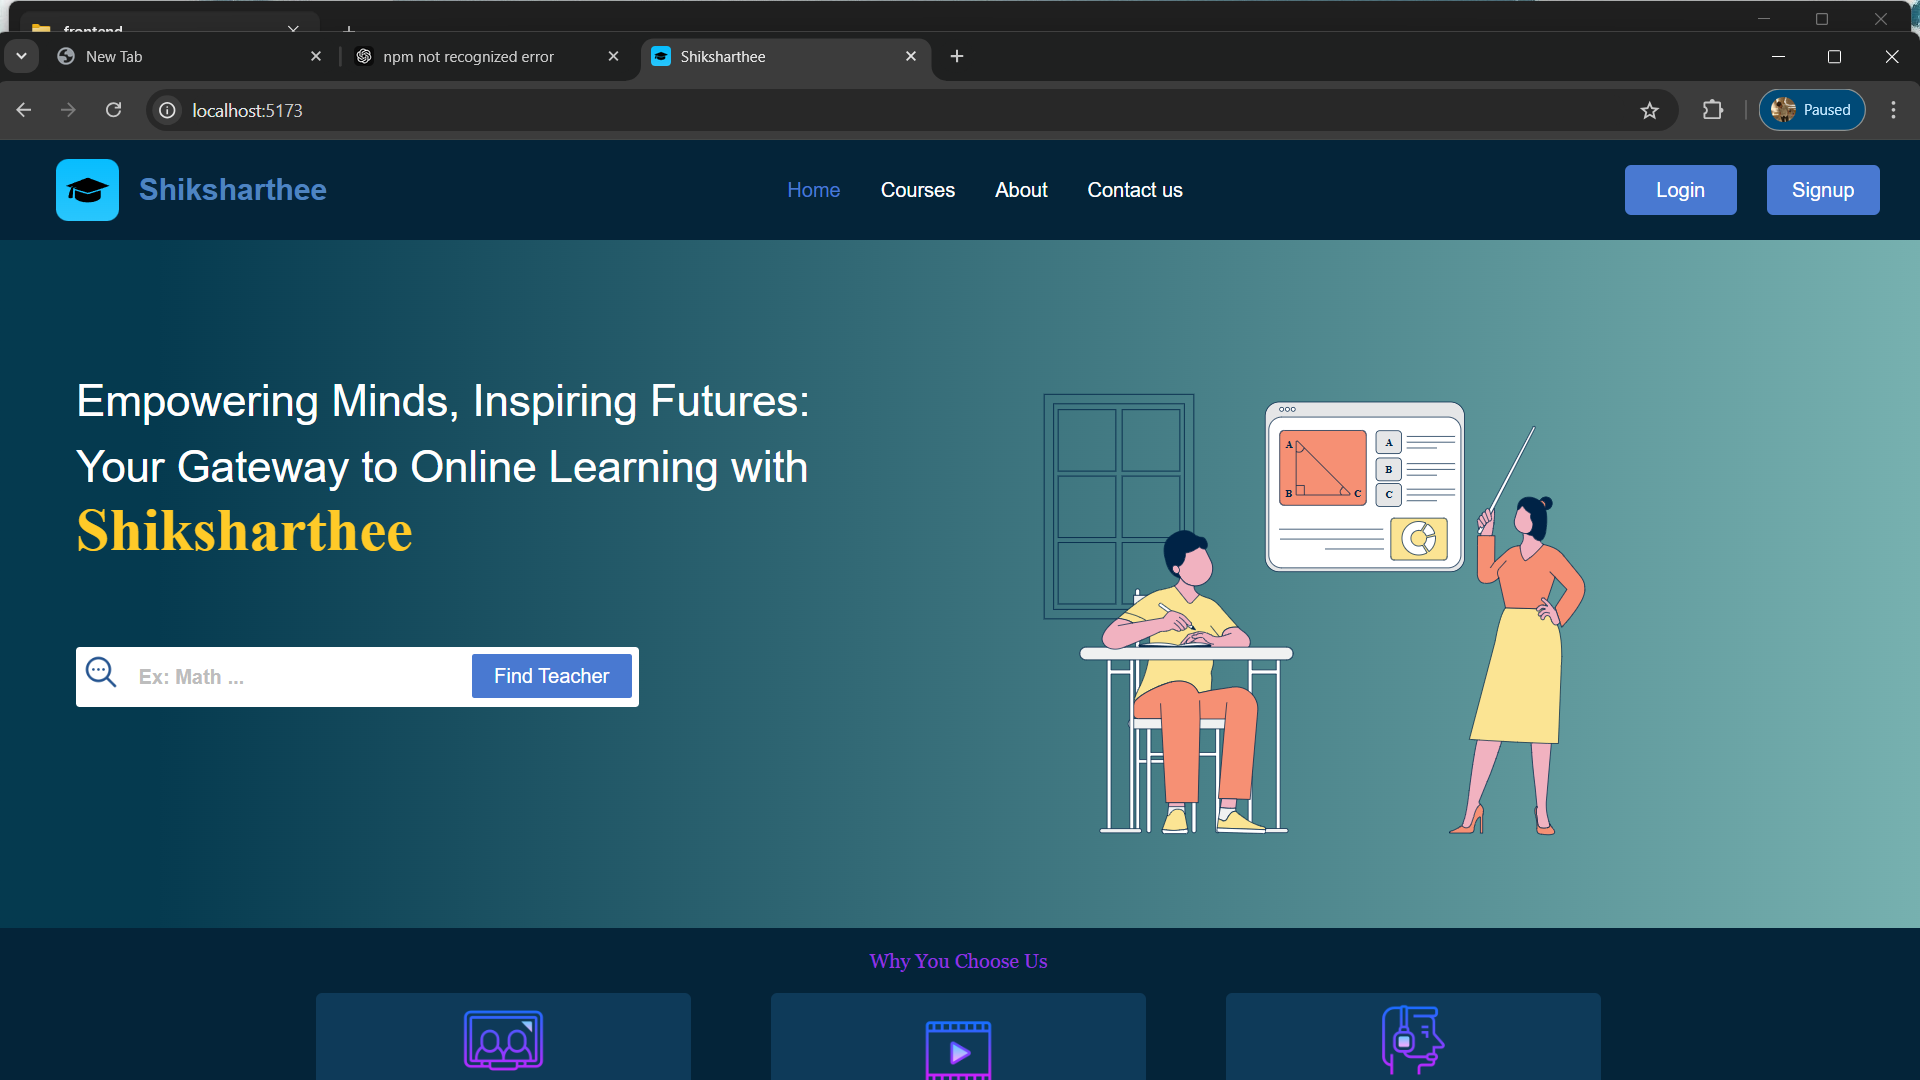 frontend
New Tab
npm not recognized error
Shiksharthee
localhost:5173
Paused
Shiksharthee
Home
Courses
About
Contact us
Login
Signup
Empowering Minds, Inspiring Futures:
Your Gateway to Online Learning with
Shiksharthee
Ex: Math ...
Find Teacher
A
B
C
A
B
C
Why You Choose Us